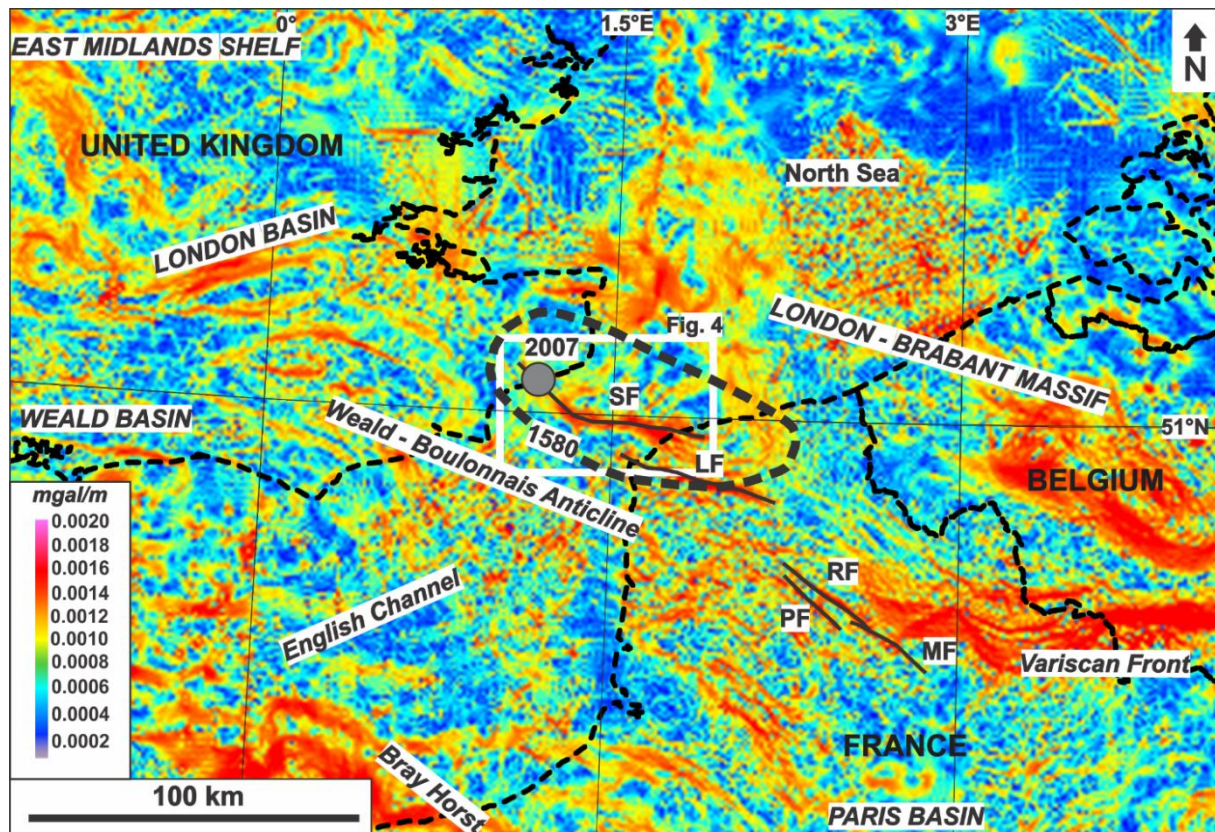 0°
1.5°E
3°E
EAST MIDLANDS SHELF
N
UNITED KINGDOM
North Sea
LONDON BASIN
Fig. 4
LONDON - BRABANT MASSIF
2007
SF
WEALD BASIN
51°N
1580
Weald - Boulonnais Anticline
LF
BELGIUM
mgal/m
0.0020
0.0018
0.0016
0.0014
0.0012
0.0010
0.0008
0.0006
0.0004
0.0002
English Channel
RF
PF
MF
Variscan Front
FRANCE
Bray Horst
100 km
PARIS BASIN